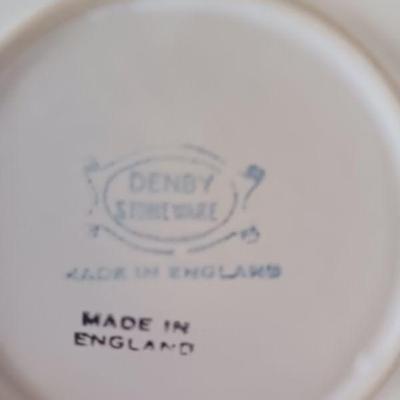 DENBY
STONEWARE
MADE IN ENGLAND
MADE IN
ENGLAND